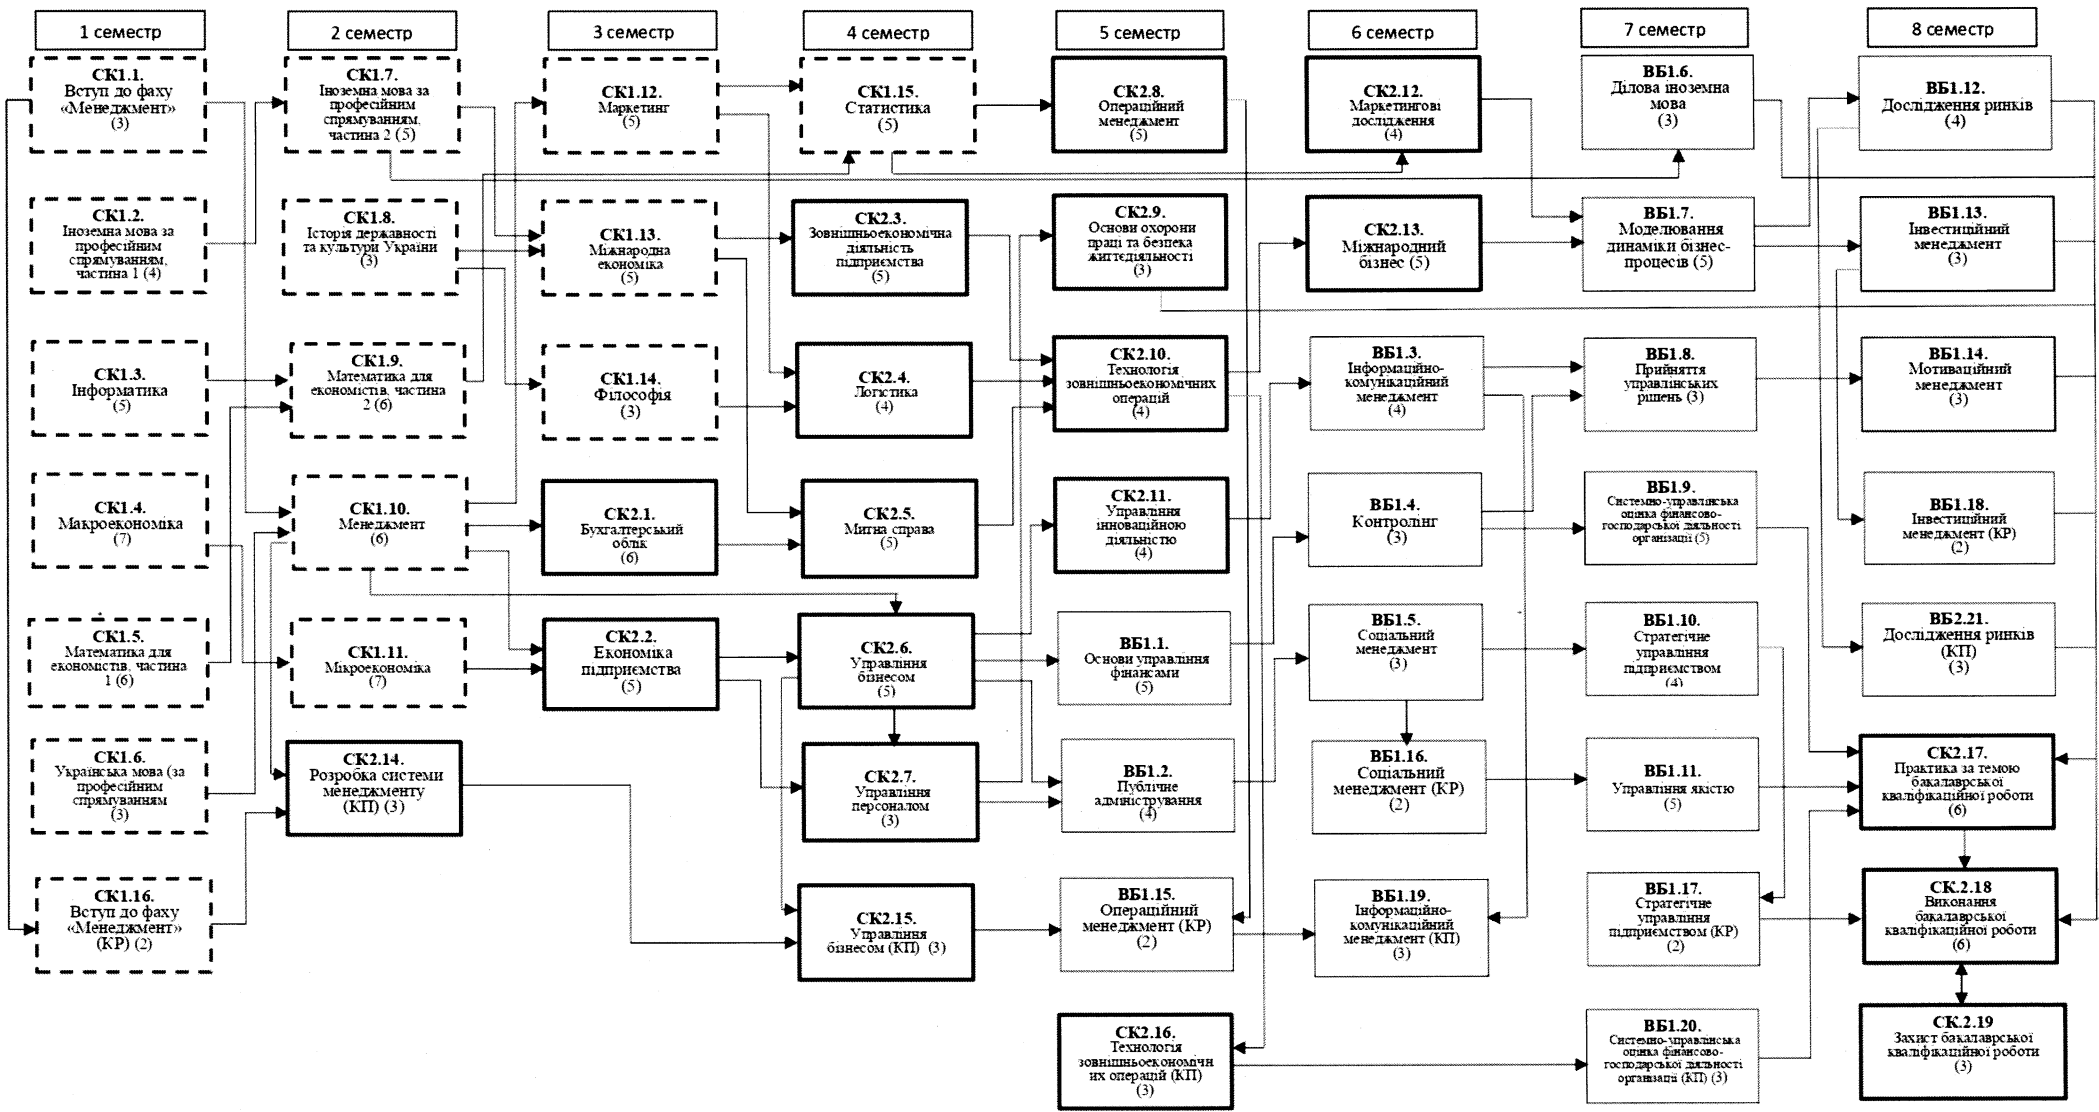 1 семестр
2 семестр
3 семестр
4 семестр
5 семестр
6 семестр
7 семестр
8 семестр
СК1.1.
Вступ до фаху
«Менеджмент»
(3)
СК1.2.
Іноземна мова за
професійним
спрямуванням,
частина 1 (4)
СК1.3.
Інформатика
(5)
СК1.4.
Макроекономіка
(7)
СК1.5.
Математика для
економістів, частина
1 (6)
СК1.6.
Українська мова (за
професійним
спрямуванням
(3)
СК1.16.
Вступ до фаху
«Менеджмент»
(КР) (2)
СК1.7.
Іноземна мова за
професійним
спрямуванням,
частина 2 (5)
СК1.8.
Історія державності
та культури України
(3)
СК1.9.
Математика для
економістів, частина
2 (6)
СК1.10.
Менеджмент
(6)
СК1.11.
Мікроекономіка
(7)
СК2.14.
Розробка системи
менеджменту
(КП) (3)
СК1.12.
Маркетинг
(5)
СК1.13.
Міжнародна
економіка
(5)
СК1.14.
Філософія
(3)
СК2.1.
Бухгалтерський
облік
(6)
СК2.2.
Економіка
підприємства
(5)
СК1.15.
Статистика
(5)
СК2.3.
Зовнішньоекономічна
діяльність
підприємства
(5)
СК2.4.
Логістика
(4)
СК2.5.
Митна справа
(5)
СК2.6.
Управління
бізнесом
(5)
СК2.7.
Управління
персоналом
(3)
СК2.15.
Управління
бізнесом (КП) (3)
СК2.8.
Операційний
менеджмент
(5)
СК2.9.
Основи охорони
праці та безпека
життєдіяльності
(3)
СК2.10.
Технологія
зовнішньоекономічних
операцій
(4)
СК2.11.
Управління
інноваційною
діяльністю
(4)
ВБ1.1.
Основи управління
фінансами
(5)
ВБ1.2.
Публічне
адміністрування
(4)
ВБ1.15.
Операційний
менеджмент (КР)
(2)
СК2.16.
Технологія
зовнішньоекономічн
их операцій (КП)
(3)
СК2.12.
Маркетингові
дослідження
(4)
СК2.13.
Міжнародний
бізнес (5)
ВБ1.3.
Інформаційно-
комунікаційний
менеджмент
(4)
ВБ1.4.
Контролінг
(3)
ВБ1.5.
Соціальний
менеджмент
(3)
ВБ1.16.
Соціальний
менеджмент (КР)
(2)
ВБ1.19.
Інформаційно-
комунікаційний
менеджмент (КП)
(3)
ВБ1.6.
Ділова іноземна
мова
(3)
ВБ1.7.
Моделювання
динаміки бізнес-
процесів (5)
ВБ1.8.
Прийняття
управлінських
рішень (3)
ВБ1.9.
Системно-управлінська
оцінка фінансово-
господарської діяльності
організації (5)
ВБ1.10.
Стратегічне
управління
підприємством
(4)
ВБ1.11.
Управління якістю
(5)
ВБ1.17.
Стратегічне
управління
підприємством (КР)
(2)
ВБ1.20.
Системно-управлінська
оцінка фінансово-
господарської діяльності
організації (КП) (3)
ВБ1.12.
Дослідження ринків
(4)
ВБ1.13.
Інвестиційний
менеджмент
(3)
ВБ1.14.
Мотиваційний
менеджмент
(3)
ВБ1.18.
Інвестиційний
менеджмент (КР)
(2)
ВБ2.21.
Дослідження ринків
(КП)
(3)
СК2.17.
Практика за темою
бакалаврської
кваліфікаційної роботи
(6)
СК.2.18
Виконання
бакалаврської
кваліфікаційної роботи
(6)
СК.2.19
Захист бакалаврської
кваліфікаційної роботи
(3)